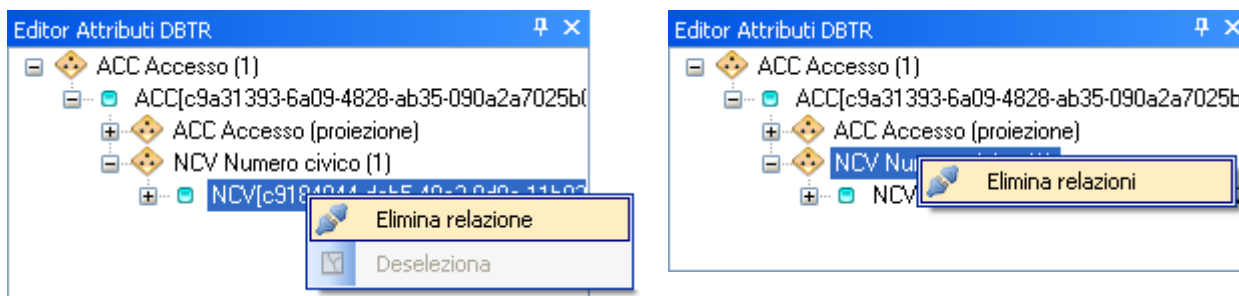 Editor Attributi DBTR
ACC Accesso (1)
ACC[c9a31393-6a09-4828-ab35-090a2a7025b
ACC Accesso (proiezione)
NCV Numero civico (1)
Elimina relazione
Deseleziona
Editor Attributi DBTR
ACC Accesso (1)
ACC[c9a31393-6a09-4828-ab35-090a2a7025b
ACC Accesso (proiezione)
NCV
Elimina relazioni
NCV